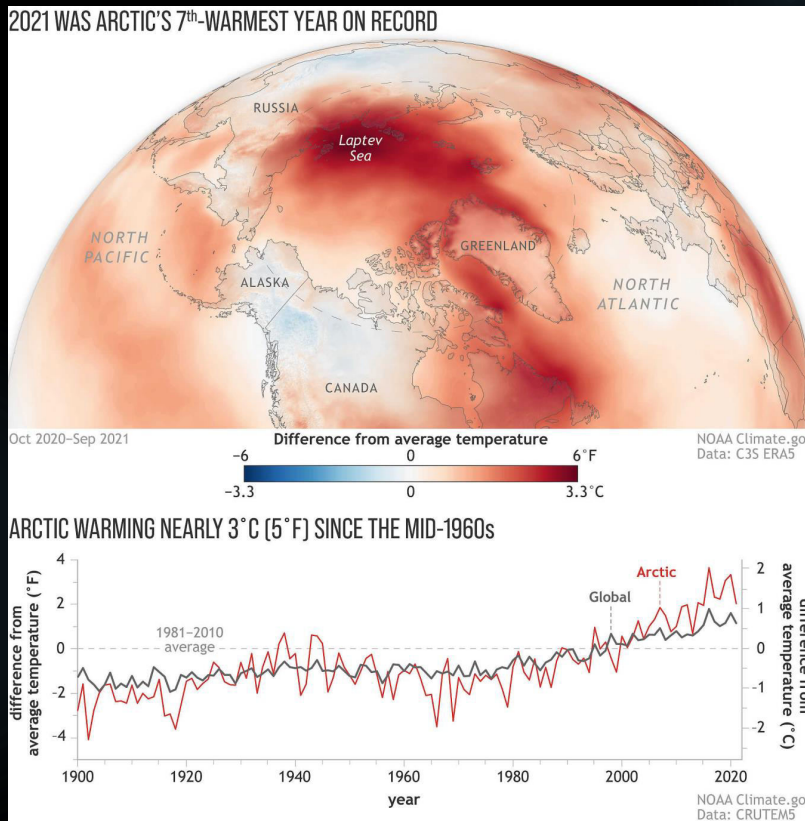 2021 WAS ARCTIC'S 7th-WARMEST YEAR ON RECORD
RUSSIA
Laptev
Sea
NORTH
PACIFIC
ALASKA
GREENLAND
NORTH
ATLANTIC
CANADA
Oct 2020–Sep 2021
Difference from average temperature
NOAA Climate.go
Data: C3S ERA5
-6 0 6°F
-3.3 0 3.3°C
ARCTIC WARMING NEARLY 3°C (5°F) SINCE THE MID-1960s
difference from
average temperature (°F)
4
2
0
-2
-4
1981–2010
average
Global
Arctic
2
1
0
-1
-2
difference from
average temperature (°C)
1900 1920 1940 1960 1980 2000 2020
year
NOAA Climate.go
Data: CRUTEM5